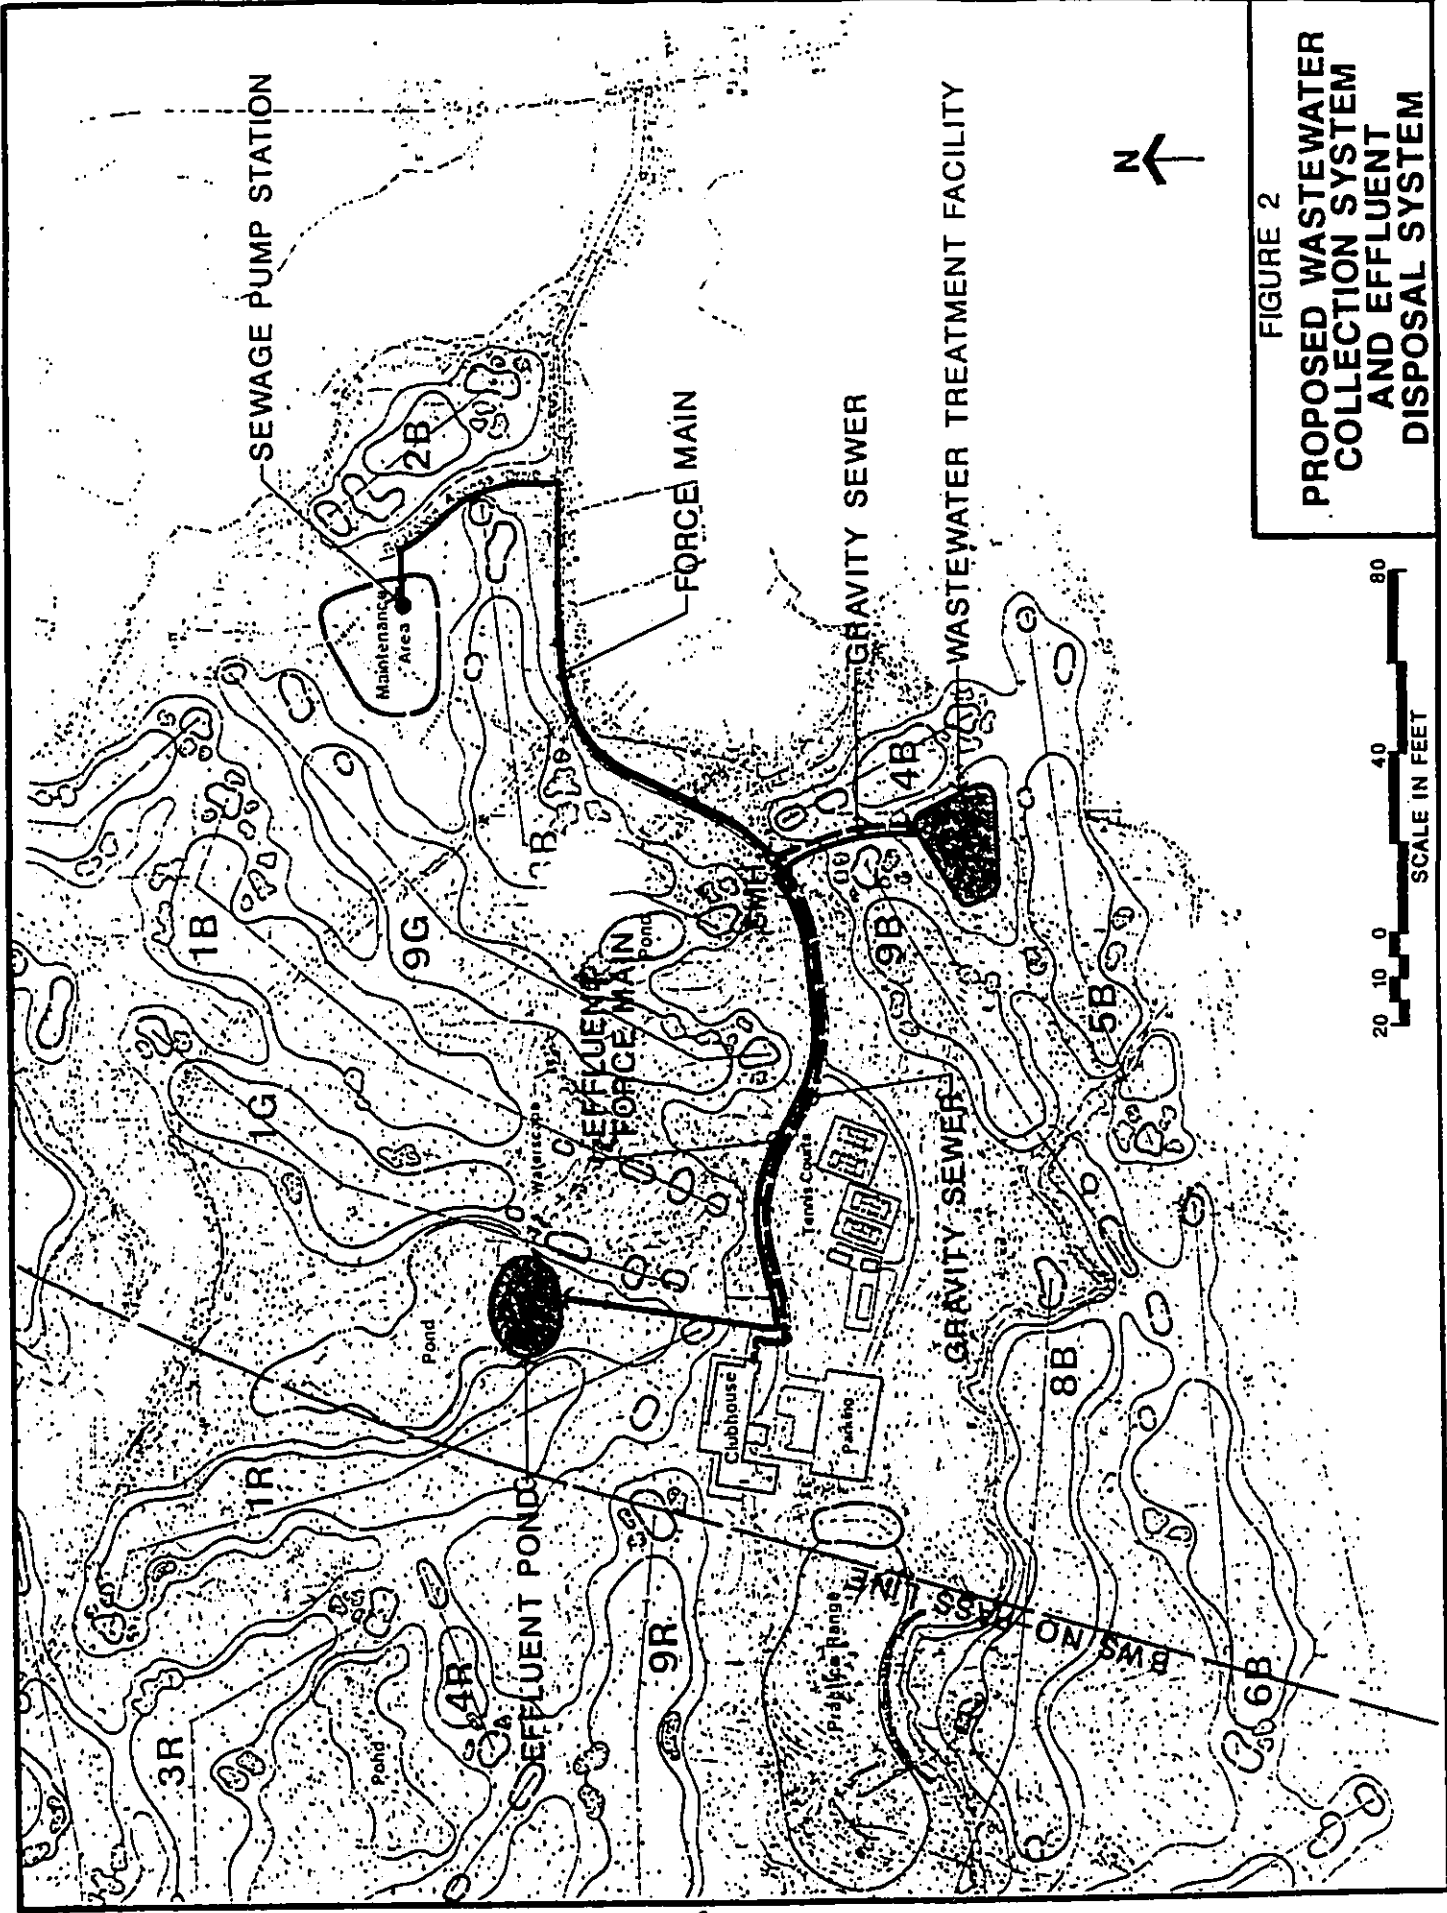 SEWAGE PUMP STATION
2B
Maintenance
Area
FORCE MAIN
GRAVITY SEWER
WASTEWATER TREATMENT FACILITY
N
1B
9G
1G
4B
9B
5B
SMH
Pond
EFFLUENT
FORCE MAIN
Waterscape
Tennis Courts
GRAVITY SEWER
Pond
Clubhouse
Parking
1R
EFFLUENT POND
3R
4R
Pond
9R
Practice Range
8B
6B
BWS NO PASS LINE
20 10 0 40 80
SCALE IN FEET
FIGURE 2
PROPOSED WASTEWATER
COLLECTION SYSTEM
AND EFFLUENT
DISPOSAL SYSTEM